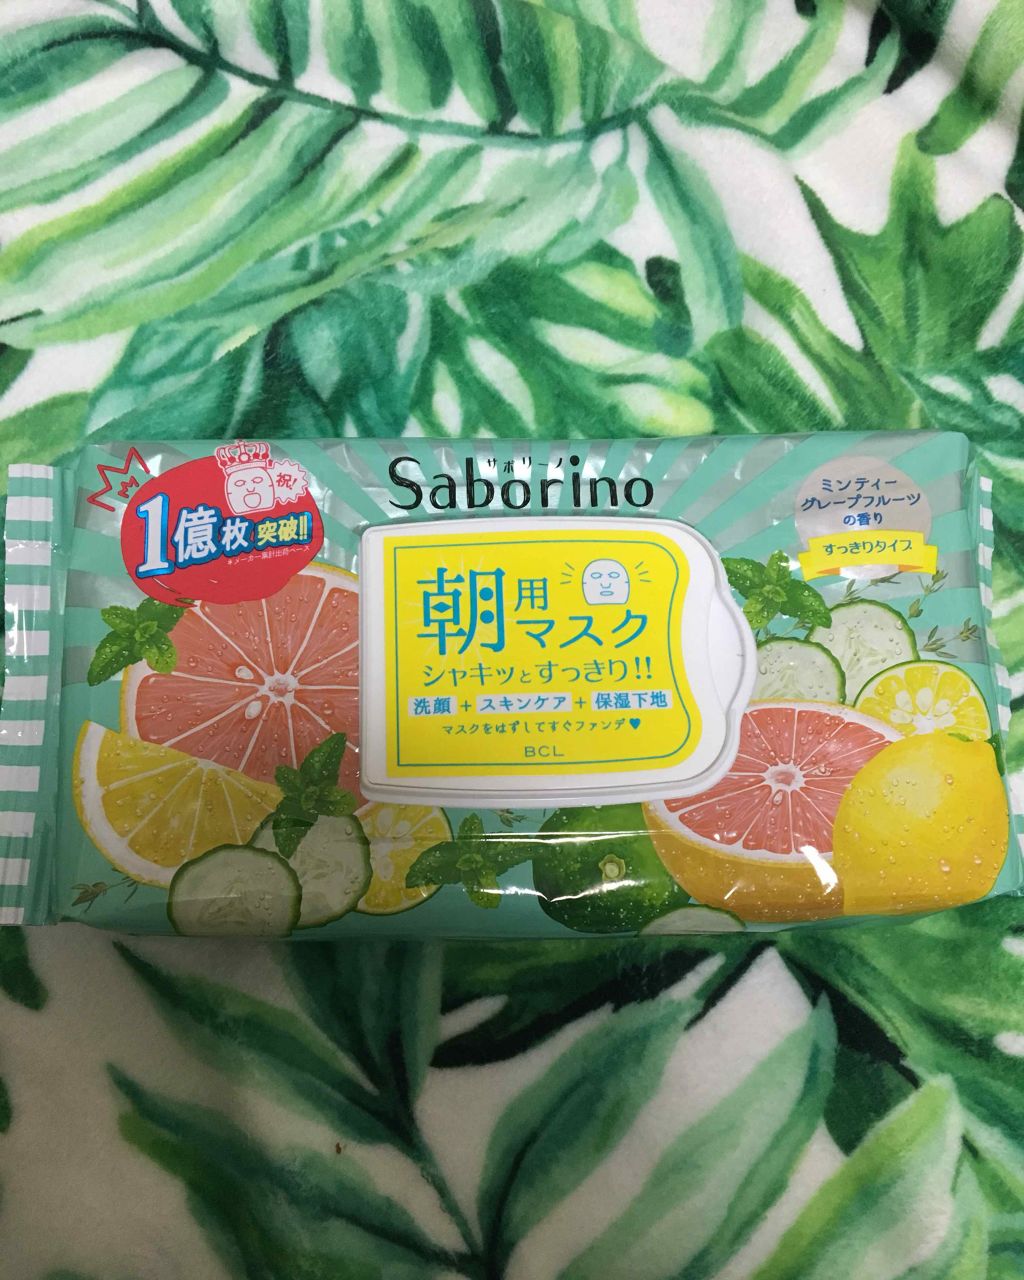 サボリーノ
Saborino
祝!
1億枚突破!!
※メーカー累計出荷ベース
ミンティー
グレープフルーツ
の香り
すっきりタイプ
朝用
マスク
シャキッとすっきり!!
洗顔+スキンケア+保湿下地
マスクをはずしてすぐファンデ♥
BCL